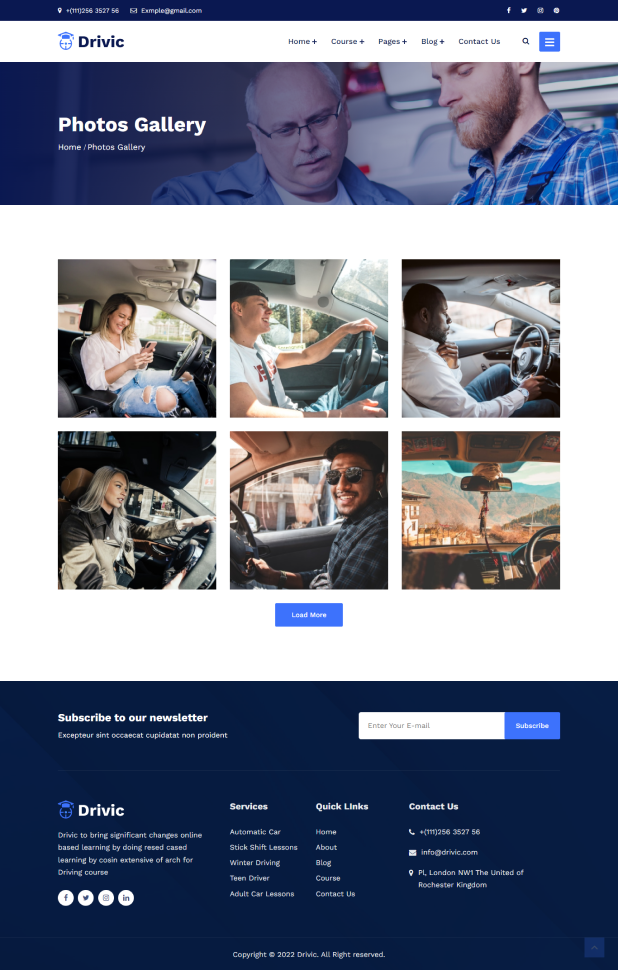 +(111)256 3527 56 Exmple@gmail.com
Drivic
Home + Course + Pages + Blog + Contact Us
Photos Gallery
Home / Photos Gallery
Load More
Subscribe to our newsletter
Excepteur sint occaecat cupidatat non proident
Enter Your E-mail Subscribe
Drivic
Drivic to bring significant changes online
based learning by doing resed cased
learning by cosin extensive of arch for
Driving course
Services
Automatic Car
Stick Shift Lessons
Winter Driving
Teen Driver
Adult Car Lessons
Quick LInks
Home
About
Blog
Course
Contact Us
Contact Us
+(111)256 3527 56
info@drivic.com
Pl, London NW1 The United of
Rochester Kingdom
Copyright © 2022 Drivic. All Right reserved.